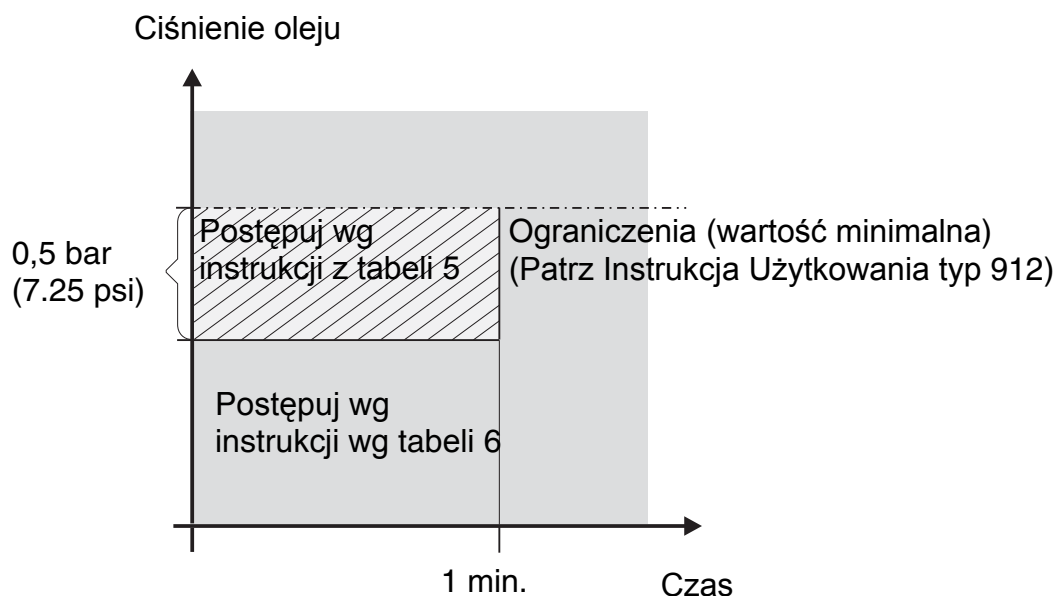 Ciśnienie oleju
0,5 bar
(7.25 psi)
Postępuj wg
instrukcji z tabeli 5
Ograniczenia (wartość minimalna)
(Patrz Instrukcja Użytkowania typ 912)
Postępuj wg
instrukcji wg tabeli 6
1 min.
Czas